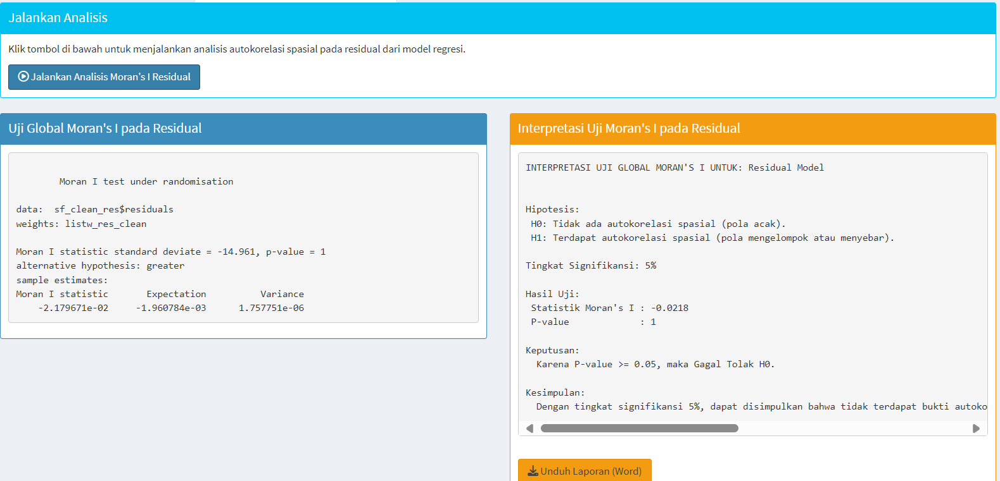 Jalankan Analisis
Klik tombol di bawah untuk menjalankan analisis autokorelasi spasial pada residual dari model regresi.
Jalankan Analisis Moran's I Residual
Uji Global Moran's I pada Residual
Moran I test under randomisation
data:  sf_clean_res$residuals
weights: listw_res_clean
Moran I statistic standard deviate = -14.961, p-value = 1
alternative hypothesis: greater
sample estimates:
Moran I statistic       Expectation          Variance
-2.179671e-02     -1.960784e-03      1.757751e-06
Interpretasi Uji Moran's I pada Residual
INTERPRETASI UJI GLOBAL MORAN'S I UNTUK: Residual Model
Hipotesis:
H0: Tidak ada autokorelasi spasial (pola acak).
H1: Terdapat autokorelasi spasial (pola mengelompok atau menyebar).
Tingkat Signifikansi: 5%
Hasil Uji:
Statistik Moran's I : -0.0218
P-value             : 1
Keputusan:
Karena P-value >= 0.05, maka Gagal Tolak H0.
Kesimpulan:
Dengan tingkat signifikansi 5%, dapat disimpulkan bahwa tidak terdapat bukti autoko
Unduh Laporan (Word)